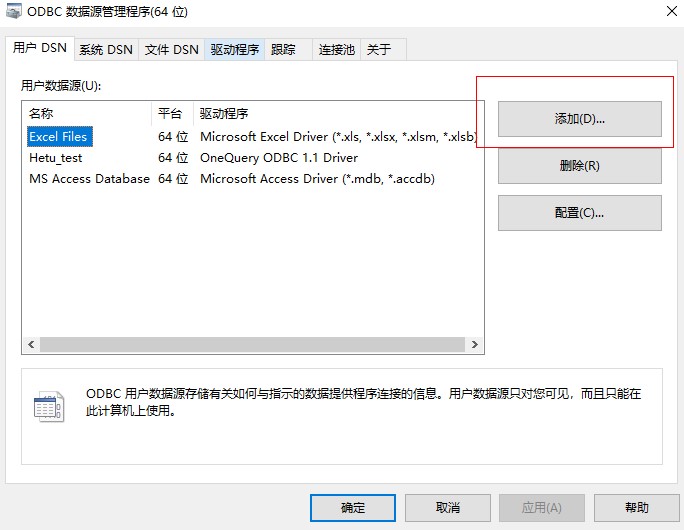 ODBC 数据源管理程序(64 位)
用户 DSN 系统 DSN 文件 DSN 驱动程序 跟踪 连接池 关于
用户数据源(U):
名称 平台 驱动程序
Excel Files 64 位 Microsoft Excel Driver (*.xls, *.xlsx, *.xlsm, *.xlsb)
Hetu_test 64 位 OneQuery ODBC 1.1 Driver
MS Access Database 64 位 Microsoft Access Driver (*.mdb, *.accdb)
添加(D)...
删除(R)
配置(C)...
ODBC 用户数据源存储有关如何与指示的数据提供程序连接的信息。用户数据源只对您可见，而且只能在
此计算机上使用。
确定 取消 应用(A) 帮助